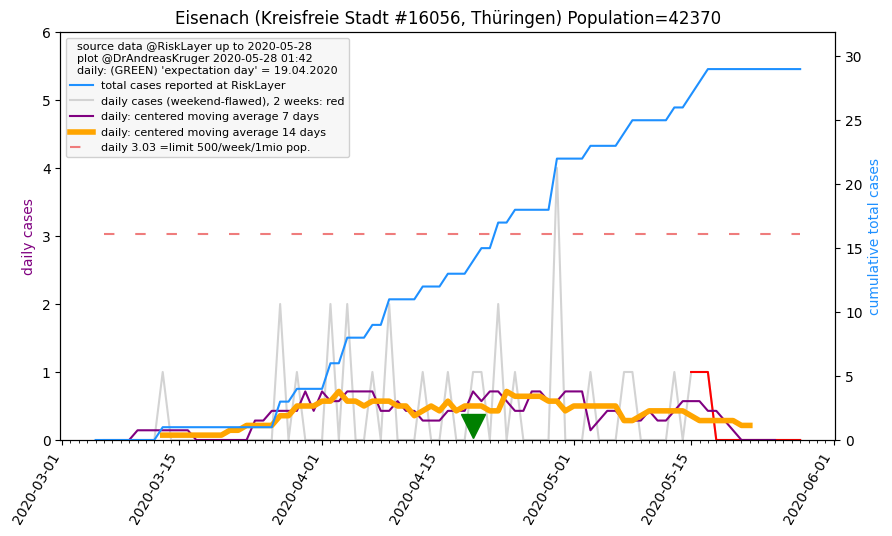 Eisenach (Kreisfreie Stadt #16056, Thüringen) Population=42370
source data @RiskLayer up to 2020-05-28
plot @DrAndreasKruger 2020-05-28 01:42
daily: (GREEN) 'expectation day' = 19.04.2020
total cases reported at RiskLayer
daily cases (weekend-flawed), 2 weeks: red
daily: centered moving average 7 days
daily: centered moving average 14 days
daily 3.03 =limit 500/week/1mio pop.
daily cases
6
5
4
3
2
1
0
cumulative total cases
30
25
20
15
10
5
0
2020-03-01
2020-03-15
2020-04-01
2020-04-15
2020-05-01
2020-05-15
2020-06-01